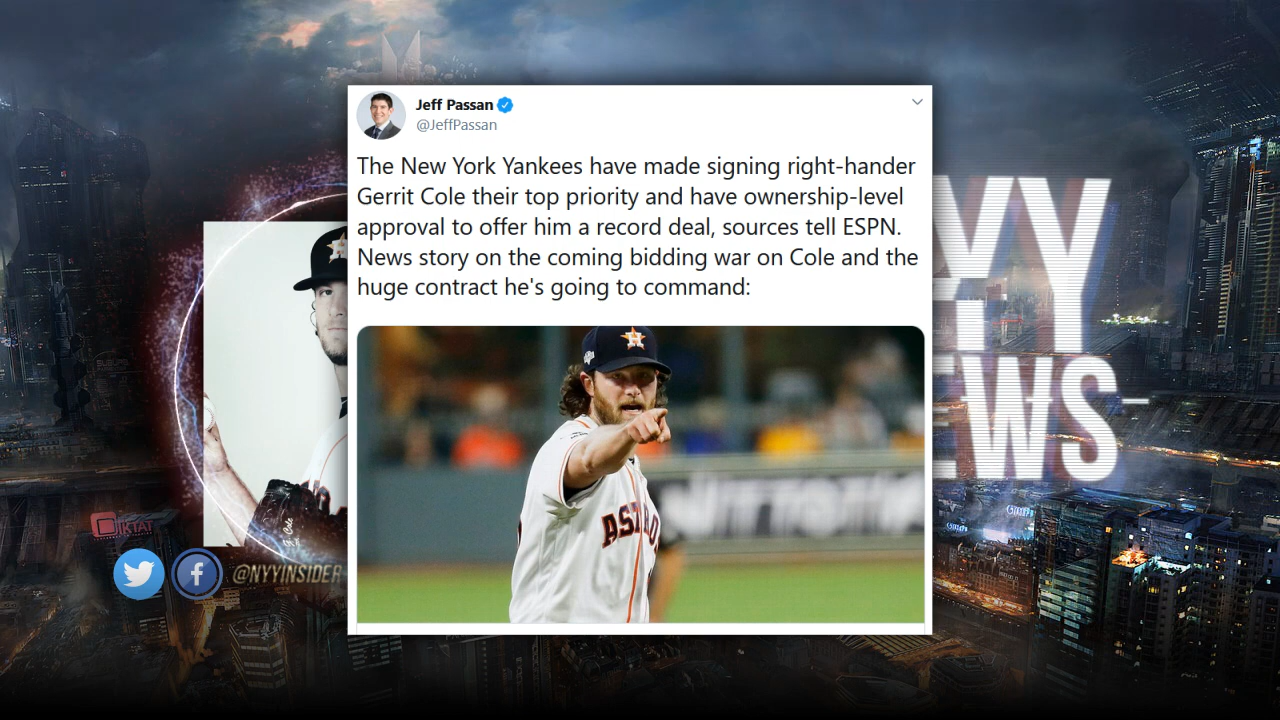 Jeff Passan
@JeffPassan
The New York Yankees have made signing right-hander
Gerrit Cole their top priority and have ownership-level
approval to offer him a record deal, sources tell ESPN.
News story on the coming bidding war on Cole and the
huge contract he's going to command:
ASTRO
@NYYINSIDER
YY
EWS